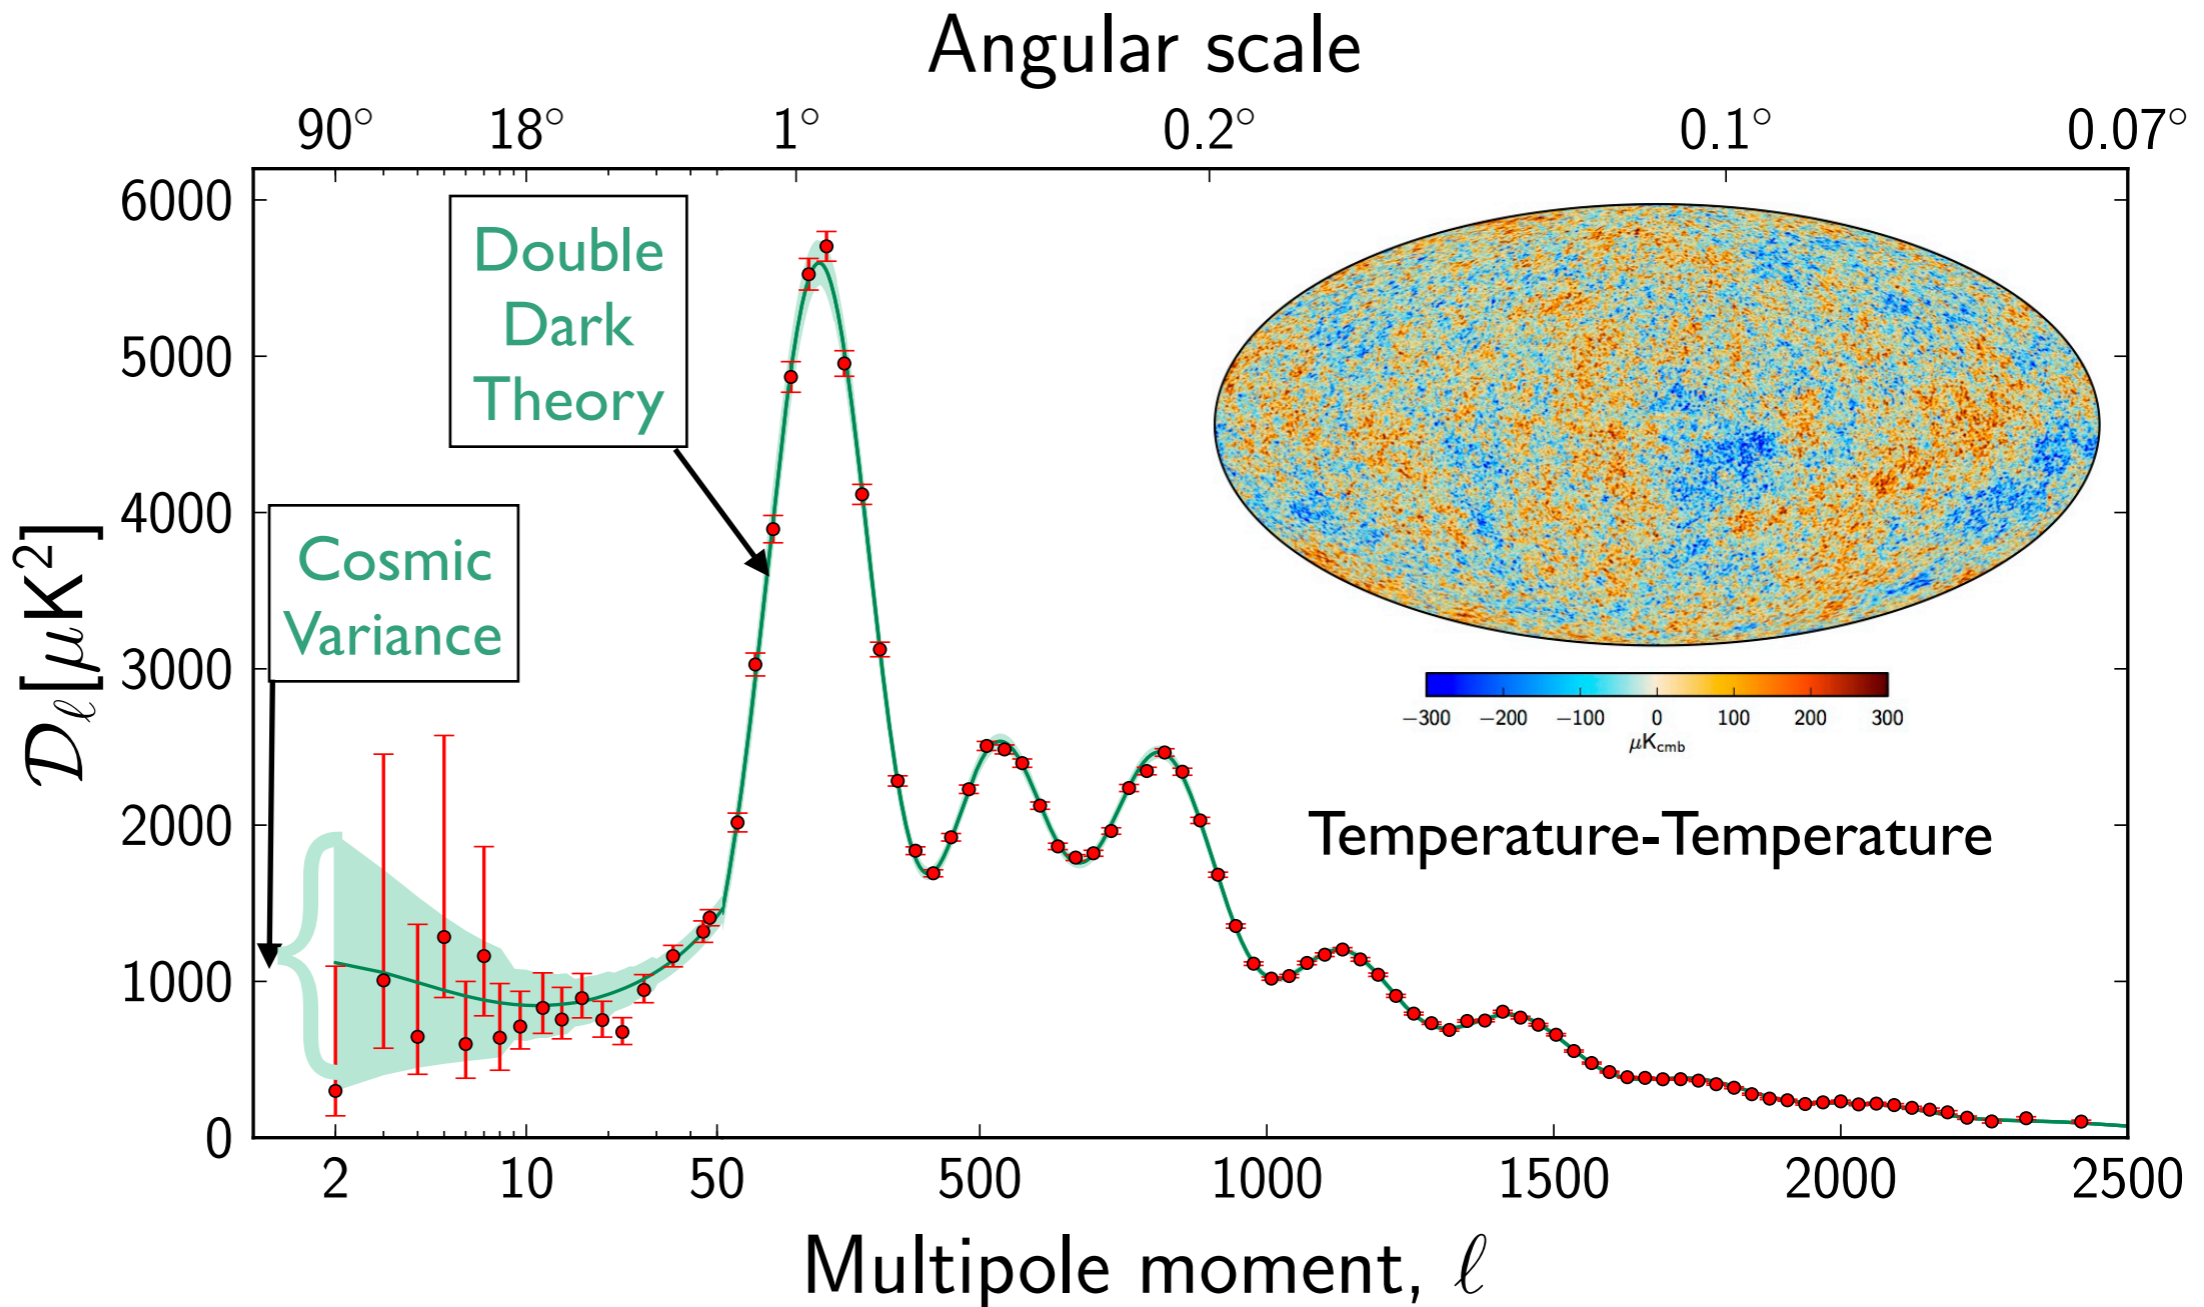 Angular scale
90° 18° 1° 0.2° 0.1° 0.07°
6000
5000
4000
3000
2000
1000
0
𝒟ℓ[μK²]
Double
Dark
Theory
Cosmic
Variance
−300 −200 −100 0 100 200 300
μKcmb
Temperature-Temperature
2 10 50 500 1000 1500 2000 2500
Multipole moment, ℓ